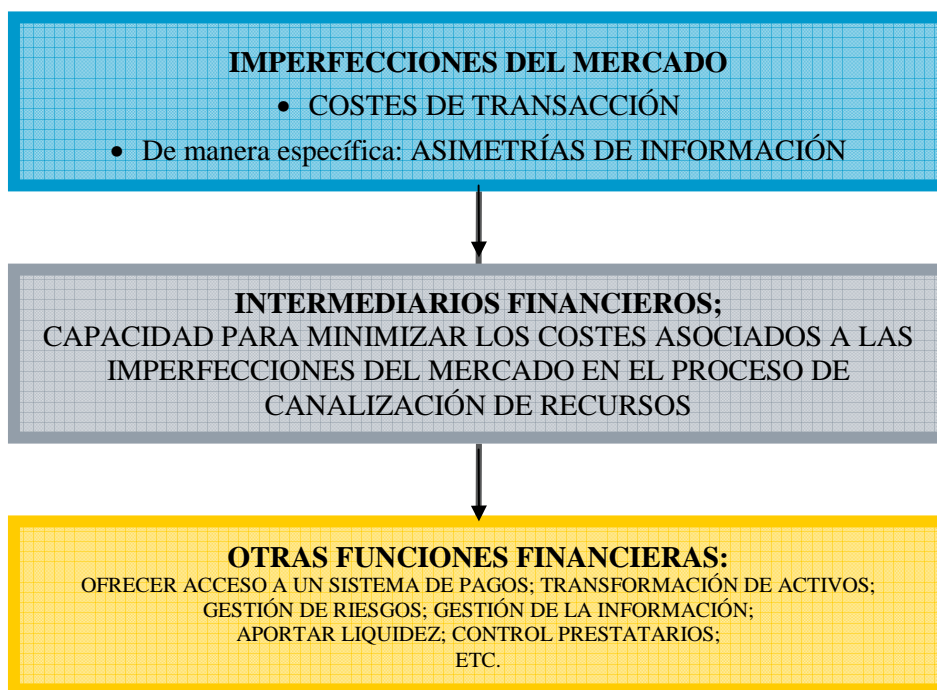 IMPERFECCIONES DEL MERCADO
• COSTES DE TRANSACCIÓN
• De manera específica: ASIMETRÍAS DE INFORMACIÓN
INTERMEDIARIOS FINANCIEROS;
CAPACIDAD PARA MINIMIZAR LOS COSTES ASOCIADOS A LAS
IMPERFECCIONES DEL MERCADO EN EL PROCESO DE
CANALIZACIÓN DE RECURSOS
OTRAS FUNCIONES FINANCIERAS:
OFRECER ACCESO A UN SISTEMA DE PAGOS; TRANSFORMACIÓN DE ACTIVOS;
GESTIÓN DE RIESGOS; GESTIÓN DE LA INFORMACIÓN;
APORTAR LIQUIDEZ; CONTROL PRESTATARIOS;
ETC.